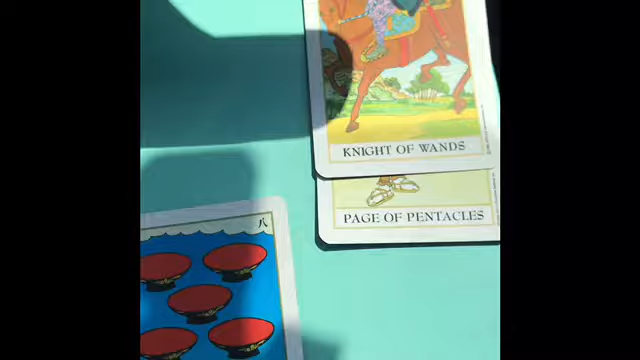 KNIGHT OF WANDS
PAGE OF PENTACLES
八